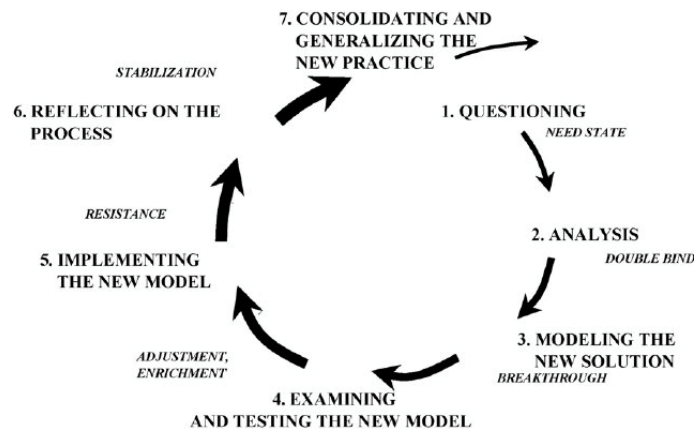 7. CONSOLIDATING AND
GENERALIZING THE
NEW PRACTICE
1. QUESTIONING
NEED STATE
2. ANALYSIS
DOUBLE BIND
3. MODELING THE
NEW SOLUTION
BREAKTHROUGH
4. EXAMINING
AND TESTING THE NEW MODEL
ADJUSTMENT,
ENRICHMENT
5. IMPLEMENTING
THE NEW MODEL
RESISTANCE
6. REFLECTING ON THE
PROCESS
STABILIZATION